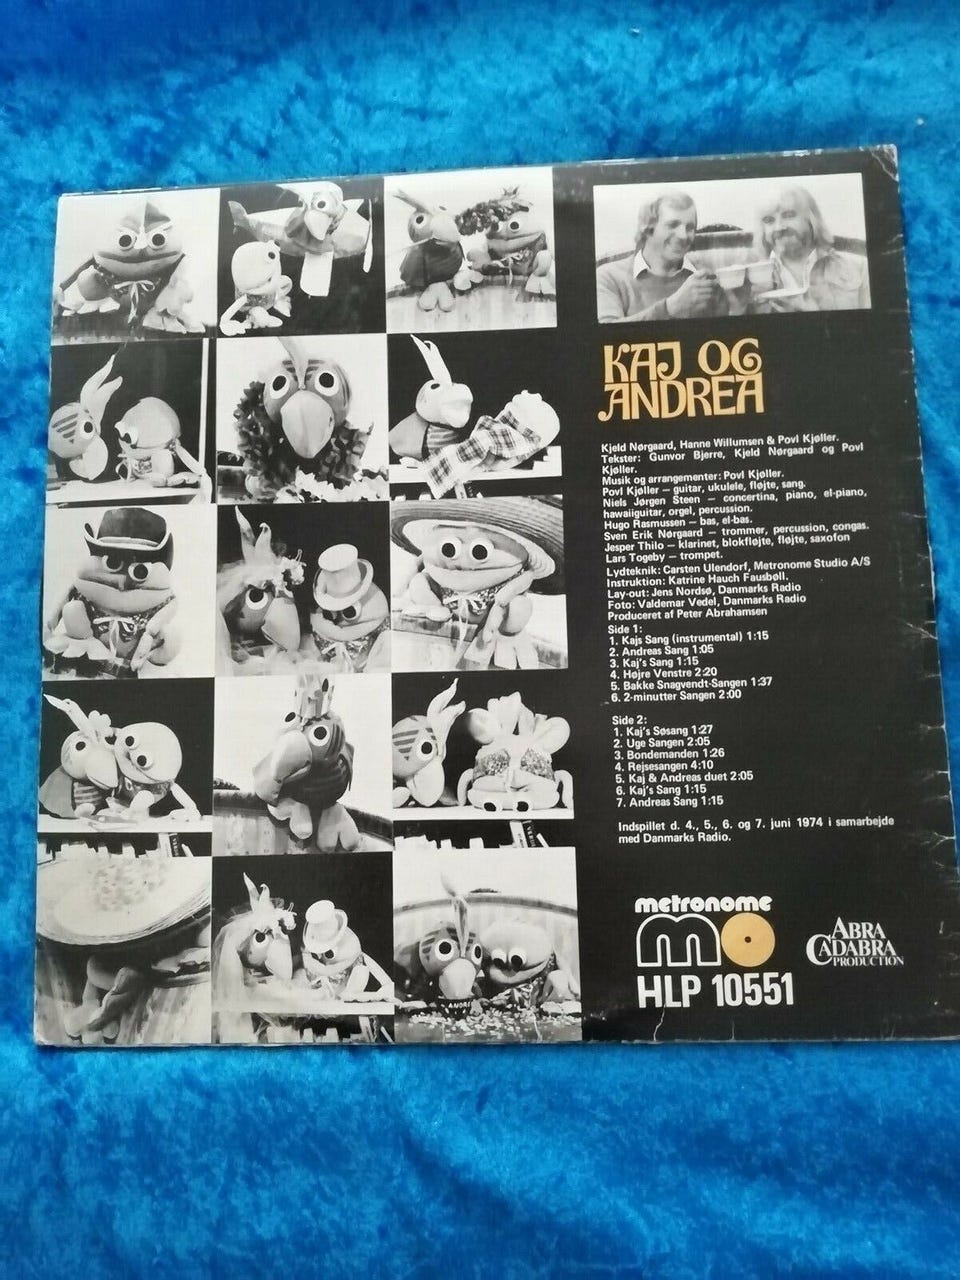 KAJ OG
ANDREA
Kjeld Nørgaard, Hanne Willumsen & Povl Kjøller.
Tekster: Gunvor Bjerre, Kjeld Nørgaard og Povl
Kjøller.
Musik og arrangementer: Povl Kjøller.
Povl Kjøller – guitar, ukulele, fløjte, sang.
Niels Jørgen Steen – concertina, piano, el-piano,
hawaiiguitar, orgel, percussion.
Hugo Rasmussen – bas, el-bas.
Sven Erik Nørgaard – trommer, percussion, congas.
Jesper Thilo – klarinet, blokfløjte, fløjte, saxofon
Lars Togeby – trompet.
Lydteknik: Carsten Ulendorf, Metronome Studio A/S
Instruktion: Katrine Hauch Fausbøll.
Lay-out: Jens Nordsø, Danmarks Radio
Foto: Valdemar Vedel, Danmarks Radio
Produceret af Peter Abrahamsen
Side 1:
1. Kajs Sang (instrumental) 1:15
2. Andreas Sang 1:05
3. Kaj's Sang 1:15
4. Højre Venstre 2:20
5. Bakke Snagvendt-Sangen 1:37
6. 2-minutter Sangen 2:00
Side 2:
1. Kaj's Søsang 1:27
2. Uge Sangen 2:05
3. Bondemanden 1:26
4. Rejsesangen 4:10
5. Kaj & Andreas duet 2:05
6. Kaj's Sang 1:15
7. Andreas Sang 1:15
Indspillet d. 4., 5., 6. og 7. juni 1974 i samarbejde
med Danmarks Radio.
metronome
mo
HLP 10551
ABRA
CADABRA
PRODUCTION